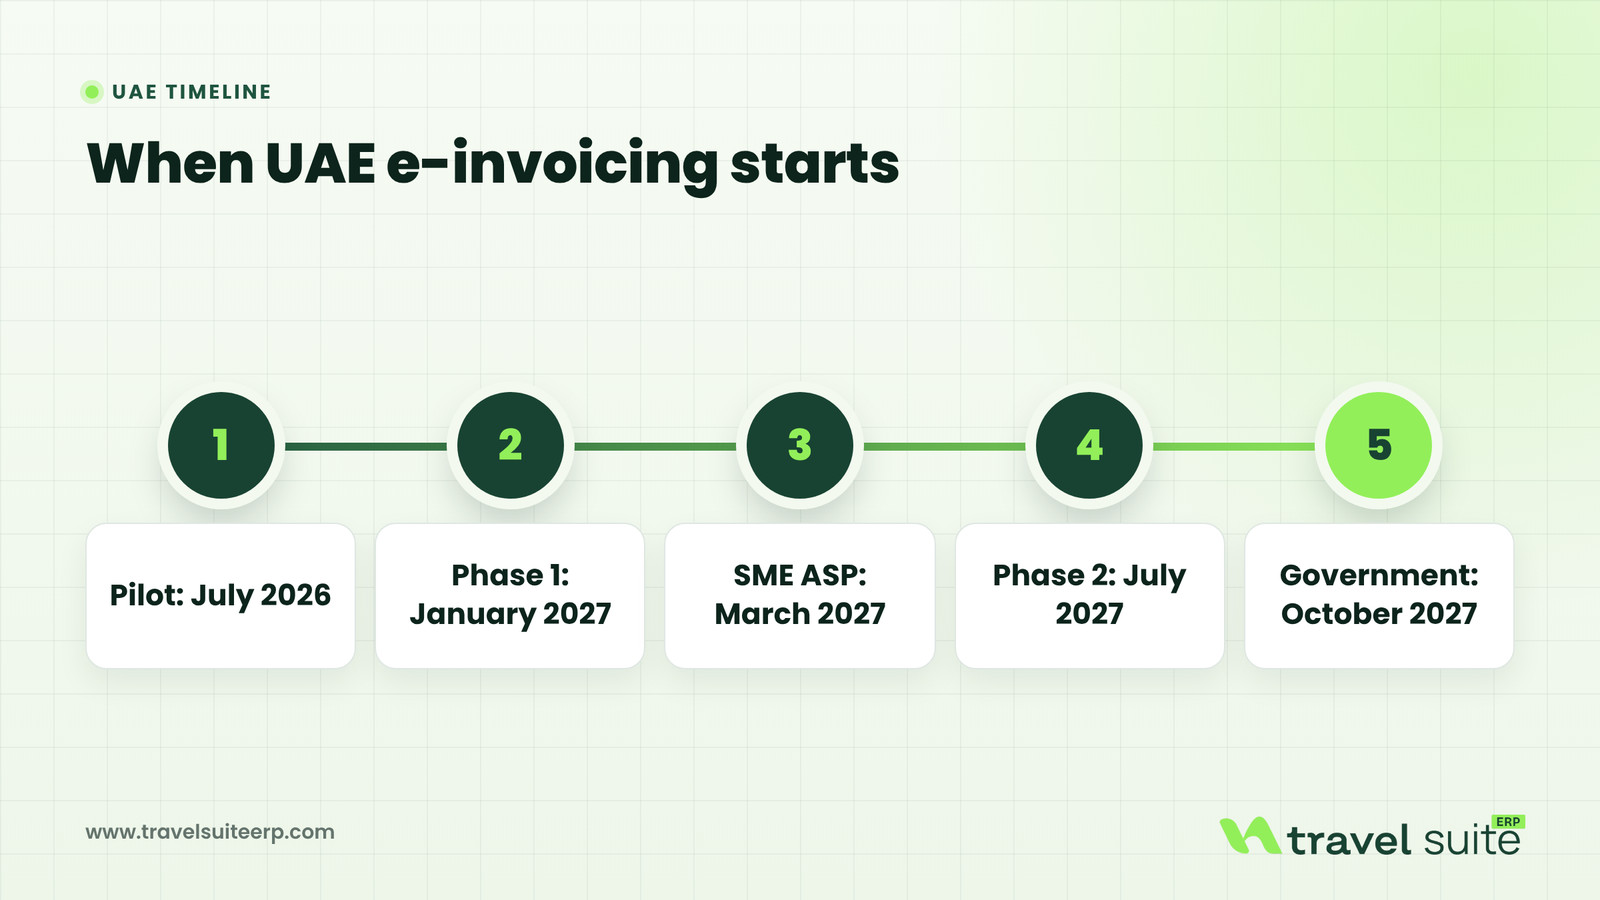 UAE TIMELINE
When UAE e-invoicing starts
1
2
3
4
5
Pilot: July 2026
Phase 1:
January 2027
SME ASP:
March 2027
Phase 2: July
2027
Government:
October 2027
www.travelsuiteerp.com
travel suite ERP